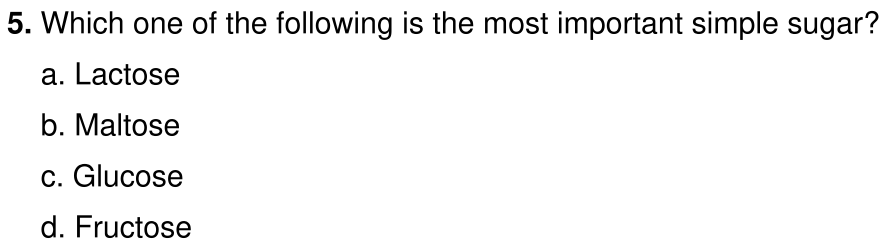 5. Which one of the following is the most important simple sugar?
a. Lactose
b. Maltose
c. Glucose
d. Fructose